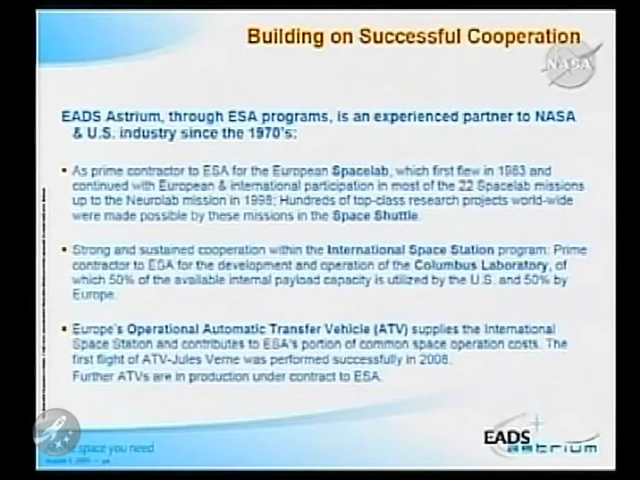 Building on Successful Cooperation
NASA
EADS Astrium, through ESA programs, is an experienced partner to NASA
& U.S. industry since the 1970's:
• As prime contractor to ESA for the European Spacelab, which first flew in 1983 and
continued with European & international participation in most of the 22 Spacelab missions
up to the Neurolab mission in 1998; Hundreds of top-class research projects world-wide
were made possible by these missions in the Space Shuttle.
• Strong and sustained cooperation within the International Space Station program: Prime
contractor to ESA for the development and operation of the Columbus Laboratory, of
which 50% of the available internal payload capacity is utilized by the U.S. and 50% by
Europe.
• Europe's Operational Automatic Transfer Vehicle (ATV) supplies the International
Space Station and contributes to ESA's portion of common space operation costs. The
first flight of ATV-Jules Verne was performed successfully in 2008.
Further ATVs are in production under contract to ESA.
space you need
EADS
astrium